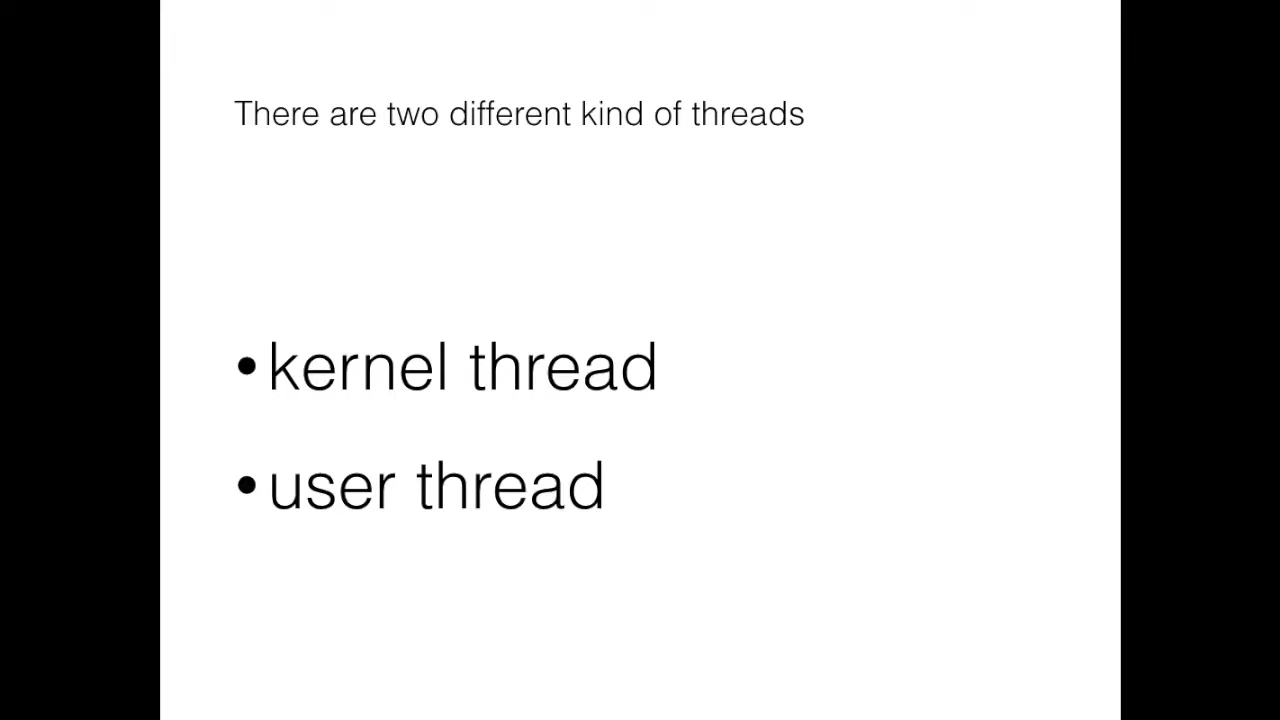 There are two different kind of threads
•kernel thread
•user thread